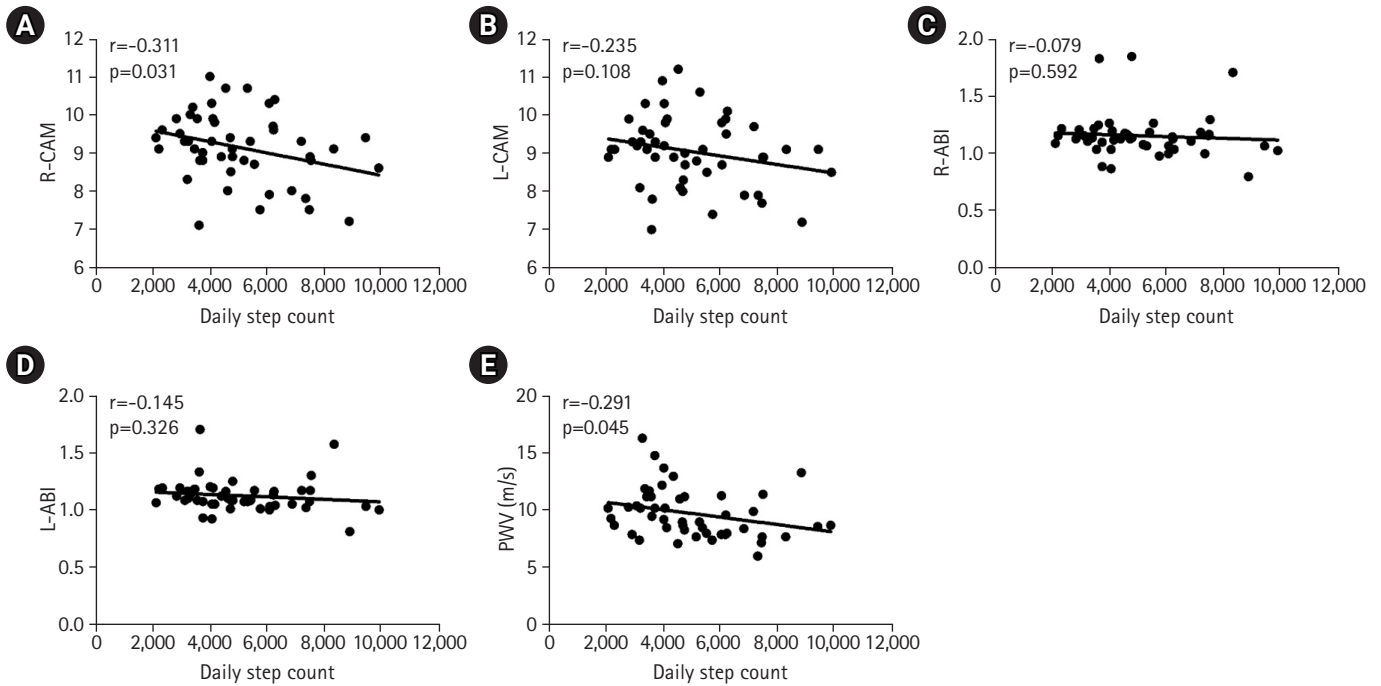 A
r=-0.311
p=0.031
12
11
10
9
8
7
6
R-CAM
0 2,000 4,000 6,000 8,000 10,000 12,000
Daily step count
B
r=-0.235
p=0.108
12
11
10
9
8
7
6
L-CAM
0 2,000 4,000 6,000 8,000 10,000 12,000
Daily step count
C
r=-0.079
p=0.592
2.0
1.5
1.0
0.5
0.0
R-ABI
0 2,000 4,000 6,000 8,000 10,000 12,000
Daily step count
D
r=-0.145
p=0.326
2.0
1.5
1.0
0.5
0.0
L-ABI
0 2,000 4,000 6,000 8,000 10,000 12,000
Daily step count
E
r=-0.291
p=0.045
20
15
10
5
0
PWV (m/s)
0 2,000 4,000 6,000 8,000 10,000 12,000
Daily step count